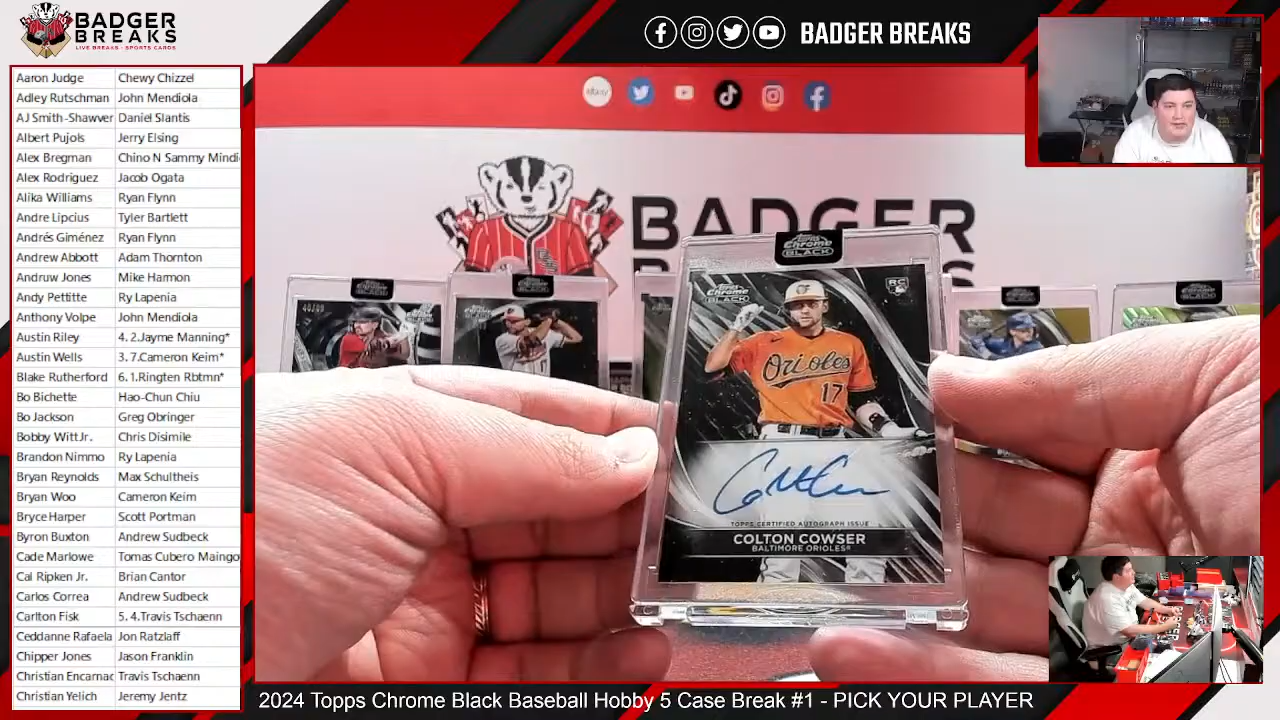 BADGER
BREAKS
LIVE BREAKS - SPORTS CARDS
BADGER BREAKS
Aaron Judge Chewy Chizzel
Adley Rutschman John Mendiola
AJ Smith-Shawver Daniel Slantis
Albert Pujols Jerry Elsing
Alex Bregman Chino N Sammy Mindi
Alex Rodriguez Jacob Ogata
Alika Williams Ryan Flynn
Andre Lipcius Tyler Bartlett
Andrés Giménez Ryan Flynn
Andrew Abbott Adam Thornton
Andruw Jones Mike Hamon
Andy Pettitte Ry Lapenia
Anthony Volpe John Mendiola
Austin Riley 4. 2.Jayme Manning*
Austin Wells 3. 7.Cameron Keim*
Blake Rutherford 6. 1.Ringten Rbtmn*
Bo Bichette Hao-Chun Chiu
Bo Jackson Greg Obringer
Bobby Witt Jr. Chris Disimile
Brandon Nimmo Ry Lapenia
Bryan Reynolds Max Schultheis
Bryan Woo Cameron Keim
Bryce Harper Scott Portman
Byron Buxton Andrew Sudbeck
Cade Marlowe Tomas Cubero Maingo
Cal Ripken Jr. Brian Cantor
Carlos Correa Andrew Sudbeck
Carlton Fisk 5. 4.Travis Tschaenn
Ceddanne Rafaela Jon Ratzlaff
Chipper Jones Jason Franklin
Christian Encarnac Travis Tschaenn
Christian Yelich Jeremy Jentz
ebay
BADGER
Topps
Chrome
BLACK
Topps
Chrome
BLACK
RC
Orioles
17
TOPPS CERTIFIED AUTOGRAPH ISSUE
COLTON COWSER
BALTIMORE ORIOLES®
2024 Topps Chrome Black Baseball Hobby 5 Case Break #1 - PICK YOUR PLAYER